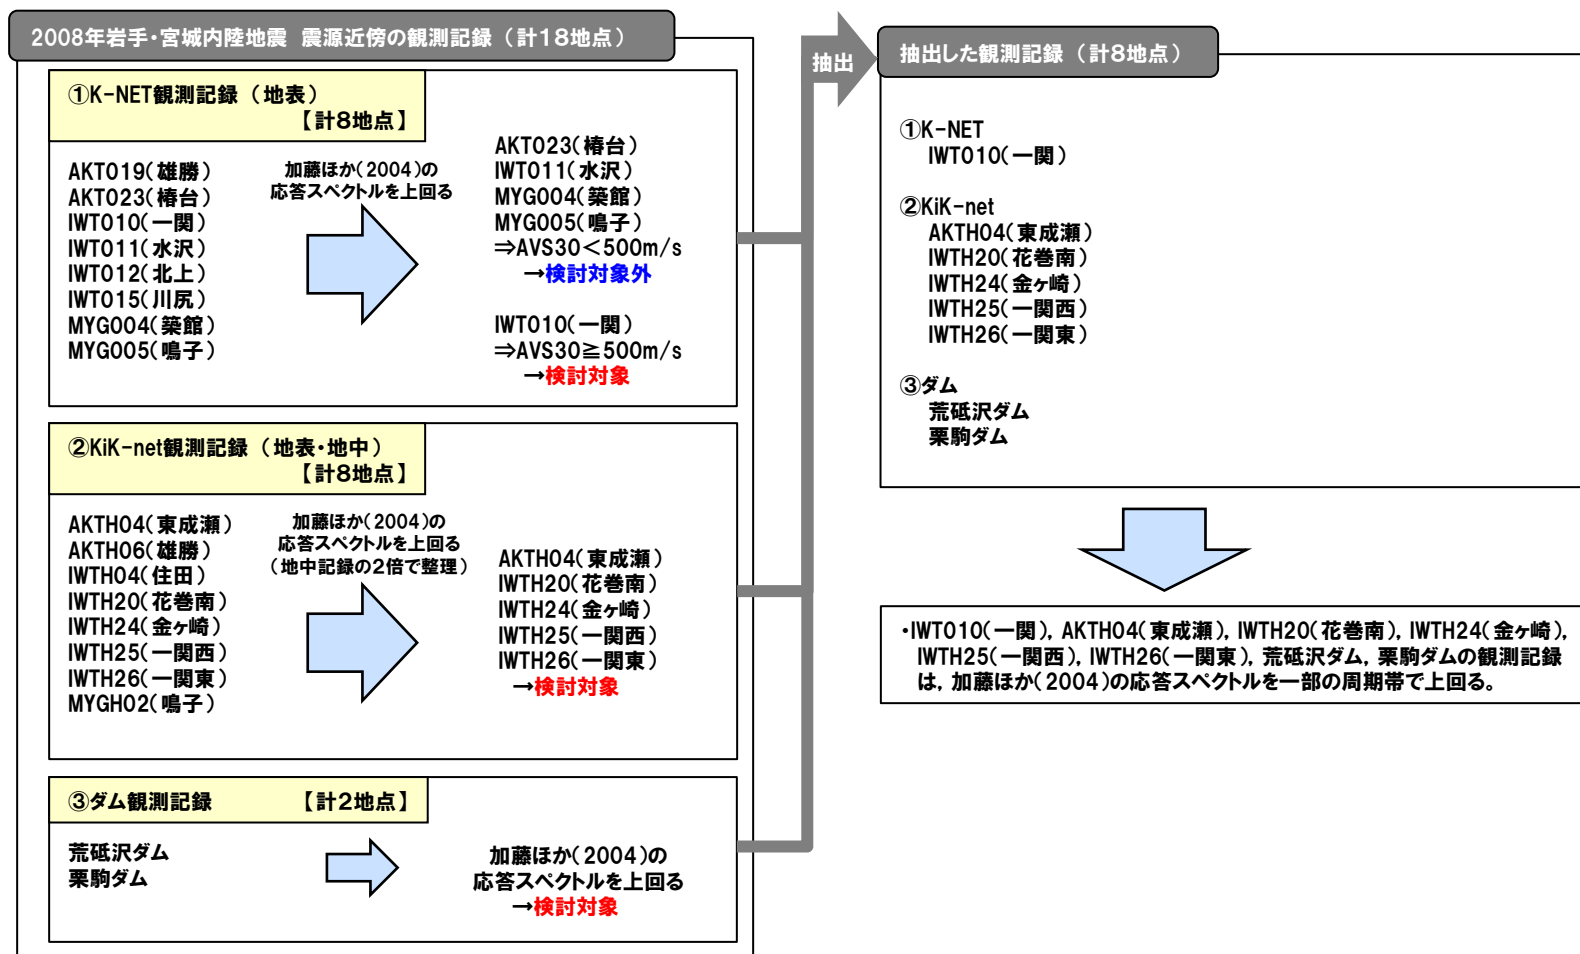 2008年岩手・宮城内陸地震 震源近傍の観測記録（計18地点）
①K-NET観測記録（地表）
【計8地点】
AKT019(雄勝)
AKT023(椿台)
IWT010(一関)
IWT011(水沢)
IWT012(北上)
IWT015(川尻)
MYG004(築館)
MYG005(鳴子)
加藤ほか(2004)の
応答スペクトルを上回る
AKT023(椿台)
IWT011(水沢)
MYG004(築館)
MYG005(鳴子)
⇒AVS30＜500m/s
→検討対象外
IWT010(一関)
⇒AVS30≧500m/s
→検討対象
②KiK-net観測記録（地表・地中）
【計8地点】
AKTH04(東成瀬)
AKTH06(雄勝)
IWTH04(住田)
IWTH20(花巻南)
IWTH24(金ヶ崎)
IWTH25(一関西)
IWTH26(一関東)
MYGH02(鳴子)
加藤ほか(2004)の
応答スペクトルを上回る
（地中記録の2倍で整理）
AKTH04(東成瀬)
IWTH20(花巻南)
IWTH24(金ヶ崎)
IWTH25(一関西)
IWTH26(一関東)
→検討対象
③ダム観測記録 【計2地点】
荒砥沢ダム
栗駒ダム
加藤ほか(2004)の
応答スペクトルを上回る
→検討対象
抽出
抽出した観測記録（計8地点）
①K-NET
IWT010(一関)
②KiK-net
AKTH04(東成瀬)
IWTH20(花巻南)
IWTH24(金ヶ崎)
IWTH25(一関西)
IWTH26(一関東)
③ダム
荒砥沢ダム
栗駒ダム
・IWT010(一関), AKTH04(東成瀬), IWTH20(花巻南), IWTH24(金ヶ崎),
IWTH25(一関西), IWTH26(一関東), 荒砥沢ダム, 栗駒ダムの観測記録
は, 加藤ほか(2004)の応答スペクトルを一部の周期帯で上回る。